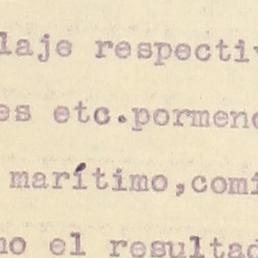 laje respectiv
es etc.pormeno
marítimo,comi
no el resultad